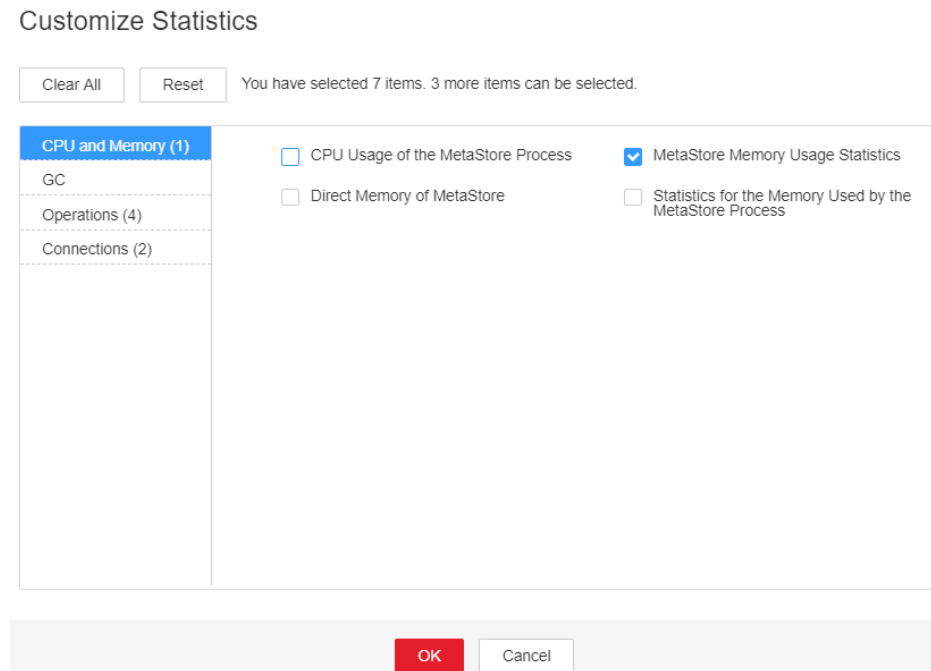 Customize Statistics
Clear All
Reset
You have selected 7 items. 3 more items can be selected.
CPU and Memory (1)
GC
Operations (4)
Connections (2)
CPU Usage of the MetaStore Process
MetaStore Memory Usage Statistics
Direct Memory of MetaStore
Statistics for the Memory Used by the
MetaStore Process
OK
Cancel